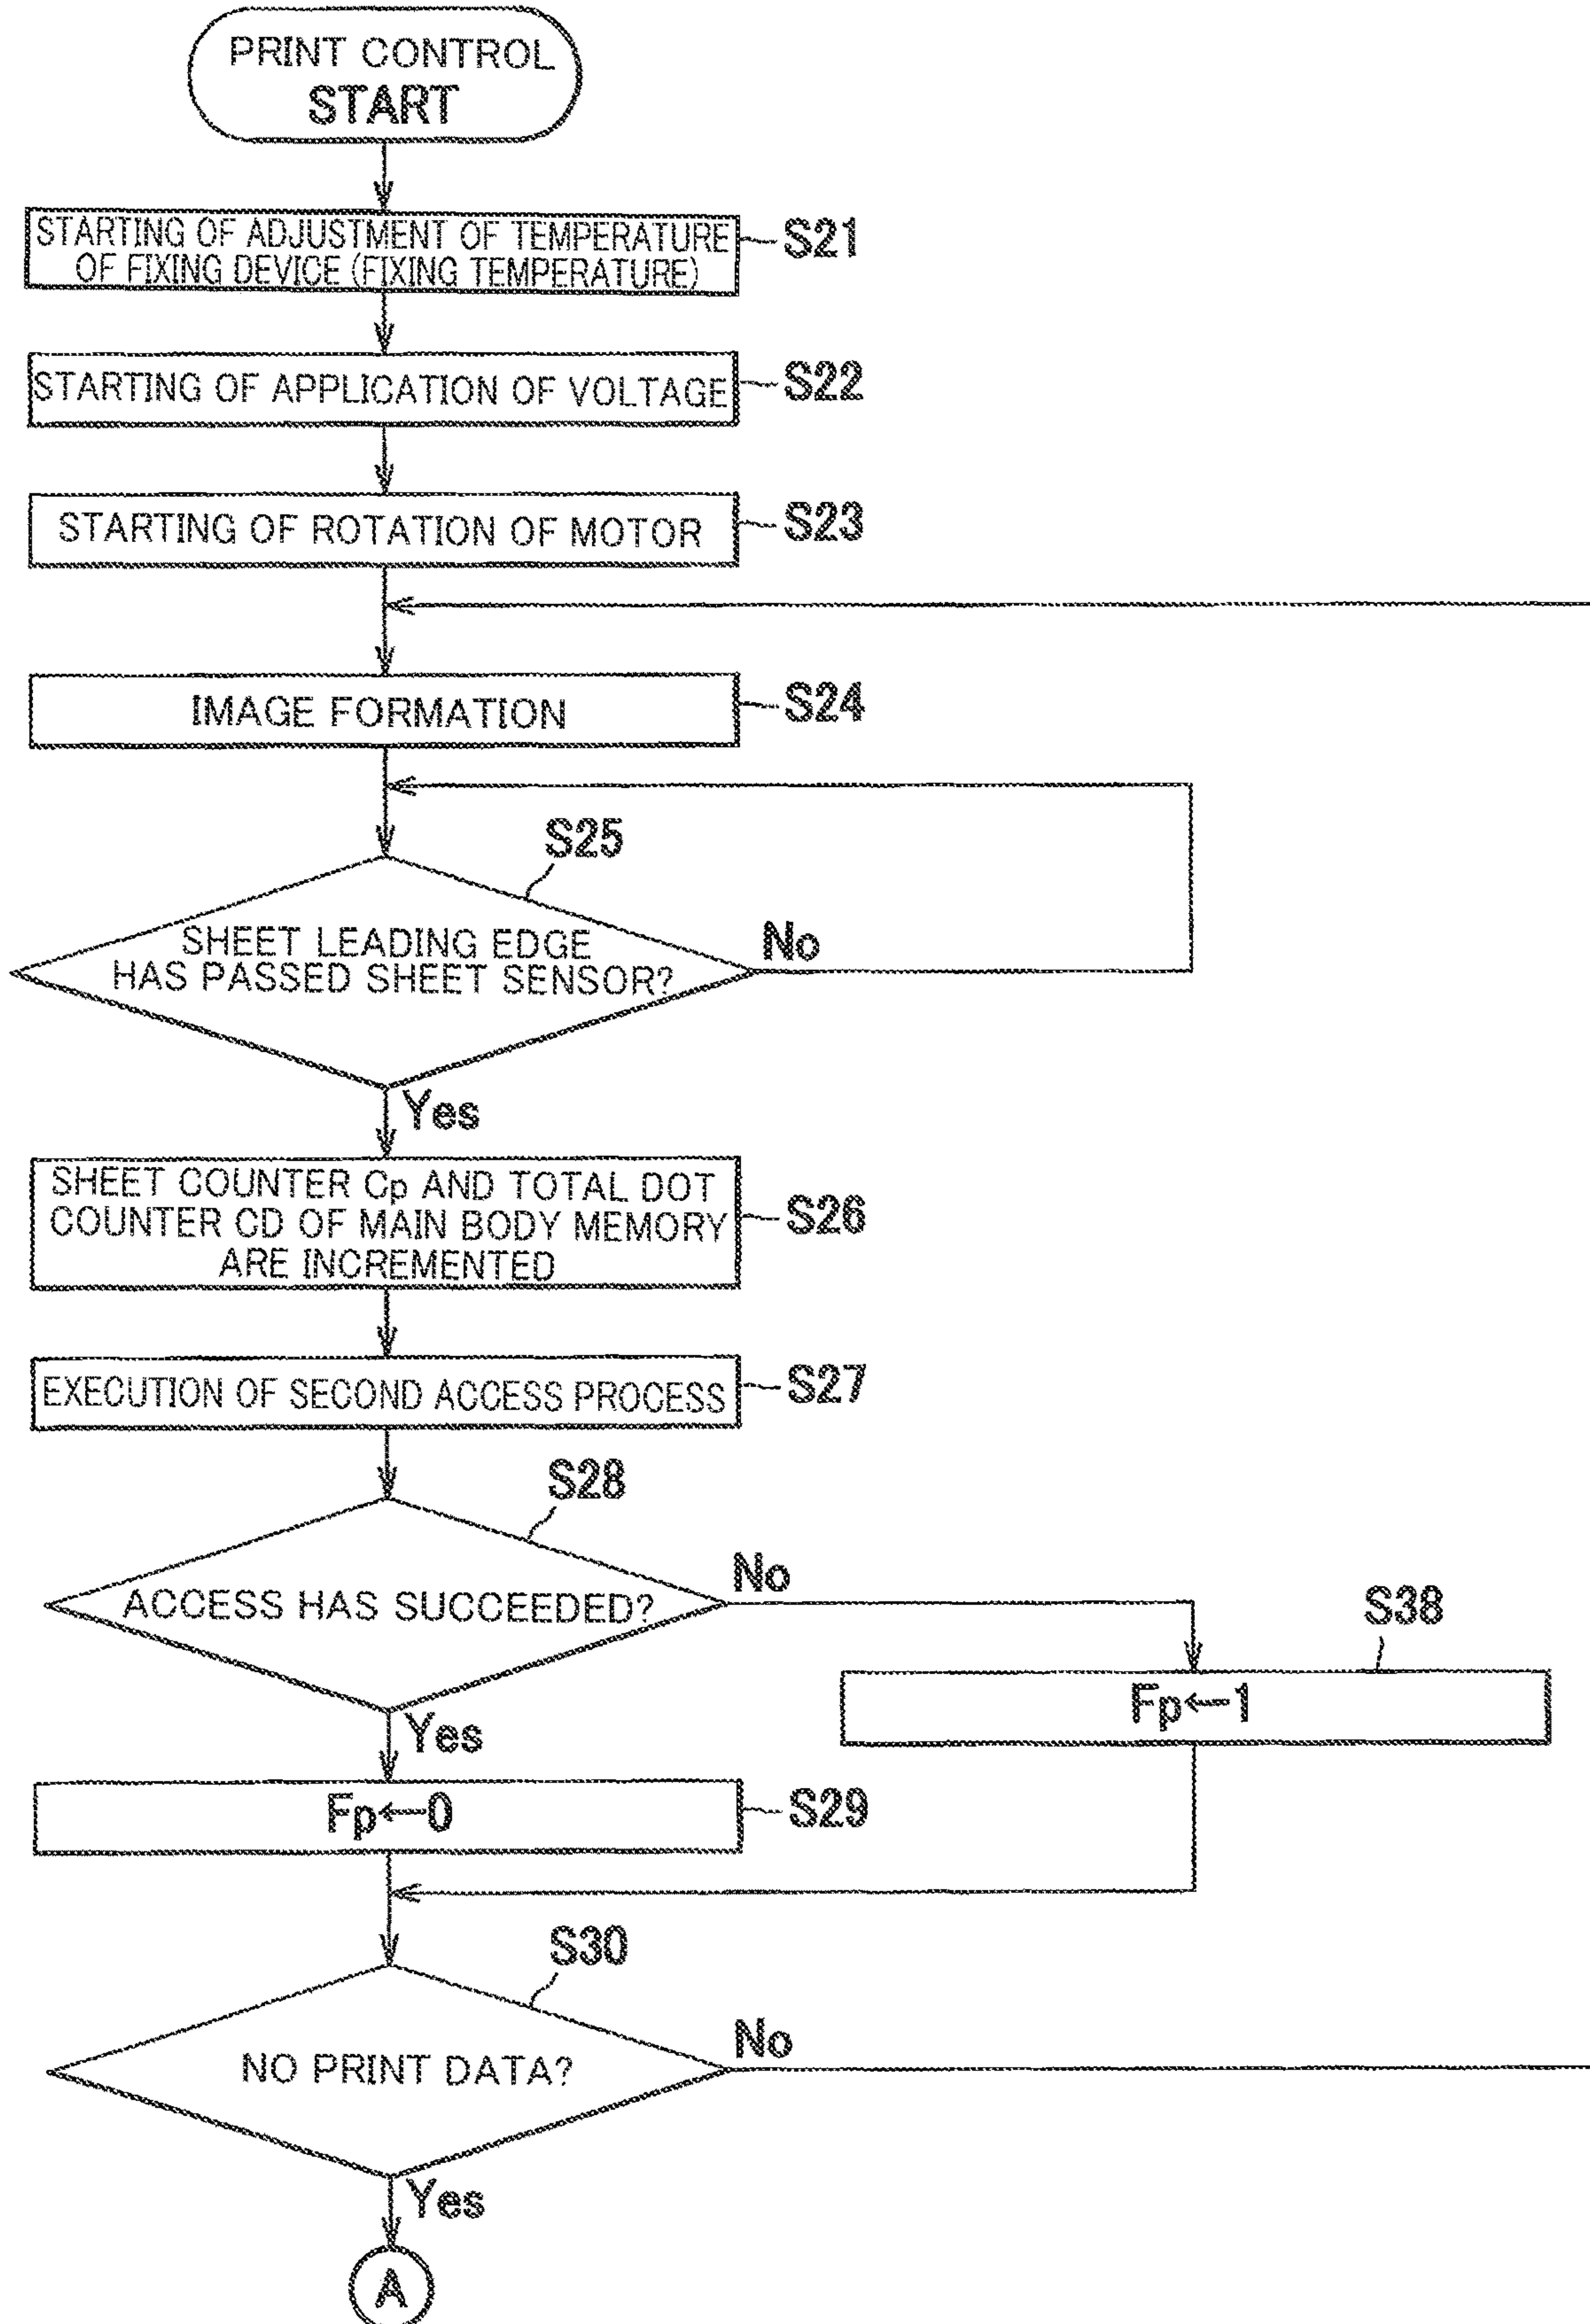 PRINT CONTROL
START
STARTING OF ADJUSTMENT OF TEMPERATURE
OF FIXING DEVICE (FIXING TEMPERATURE)
S21
STARTING OF APPLICATION OF VOLTAGE
S22
STARTING OF ROTATION OF MOTOR
S23
IMAGE FORMATION
S24
S25
SHEET LEADING EDGE
HAS PASSED SHEET SENSOR?
No
Yes
SHEET COUNTER Cp AND TOTAL DOT
COUNTER CD OF MAIN BODY MEMORY
ARE INCREMENTED
S26
EXECUTION OF SECOND ACCESS PROCESS
S27
S28
ACCESS HAS SUCCEEDED?
No
S38
Fp←1
Yes
Fp←0
S29
S30
NO PRINT DATA?
No
Yes
A